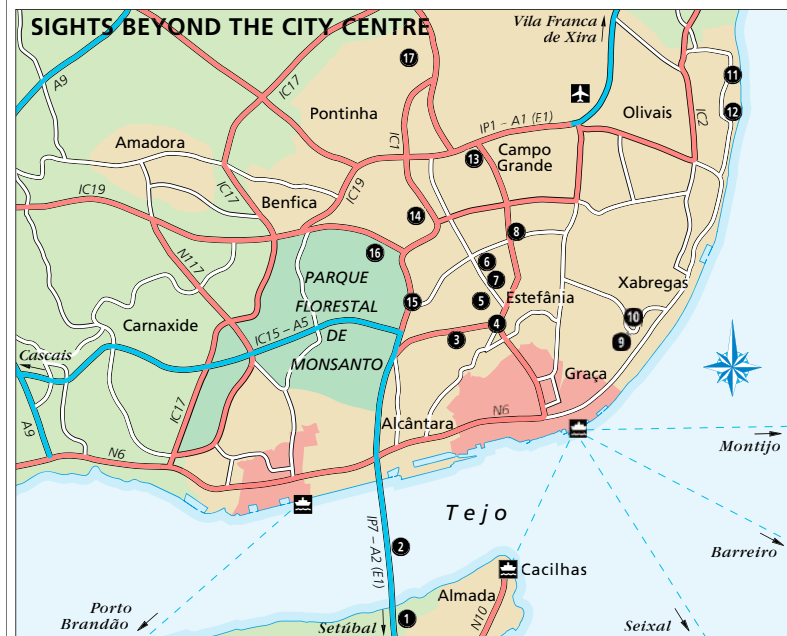 SIGHTS BEYOND THE CITY CENTRE
Vila Franca
de Xira
17
A9
IC17
11
Pontinha
IC1
IP1 – A1 (E1)
Olivais
IC2
12
Amadora
13
Campo
Grande
IC19
IC17
Benfica
IC19
14
8
N117
16
6
PARQUE
7
Xabregas
FLORESTAL
15
5
Estefânia
10
Carnaxide
IC15 – A5
DE
3
4
9
Cascais
MONSANTO
Graça
IC17
N6
A9
Alcântara
N6
Montijo
Tejo
IP7 – A2 (E1)
2
Barreiro
Cacilhas
Porto
Brandão
Almada
1
N10
Setúbal
Seixal